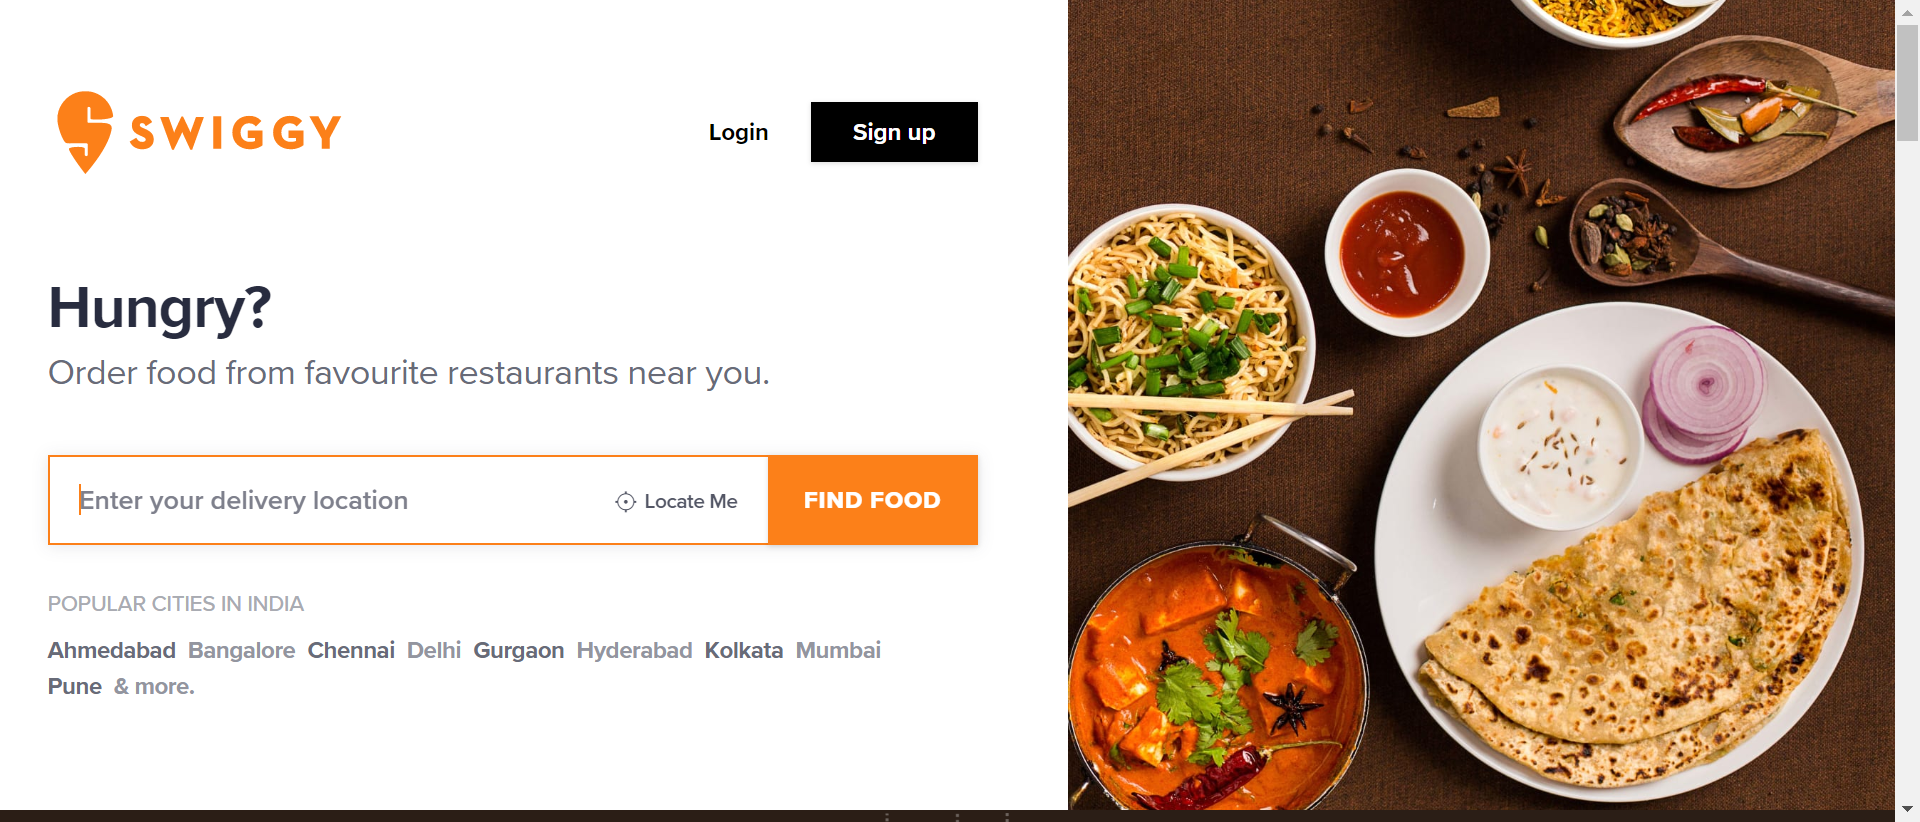 SWIGGY
Login
Sign up
Hungry?
Order food from favourite restaurants near you.
Enter your delivery location
Locate Me
FIND FOOD
POPULAR CITIES IN INDIA
Ahmedabad Bangalore Chennai Delhi Gurgaon Hyderabad Kolkata Mumbai
Pune & more.